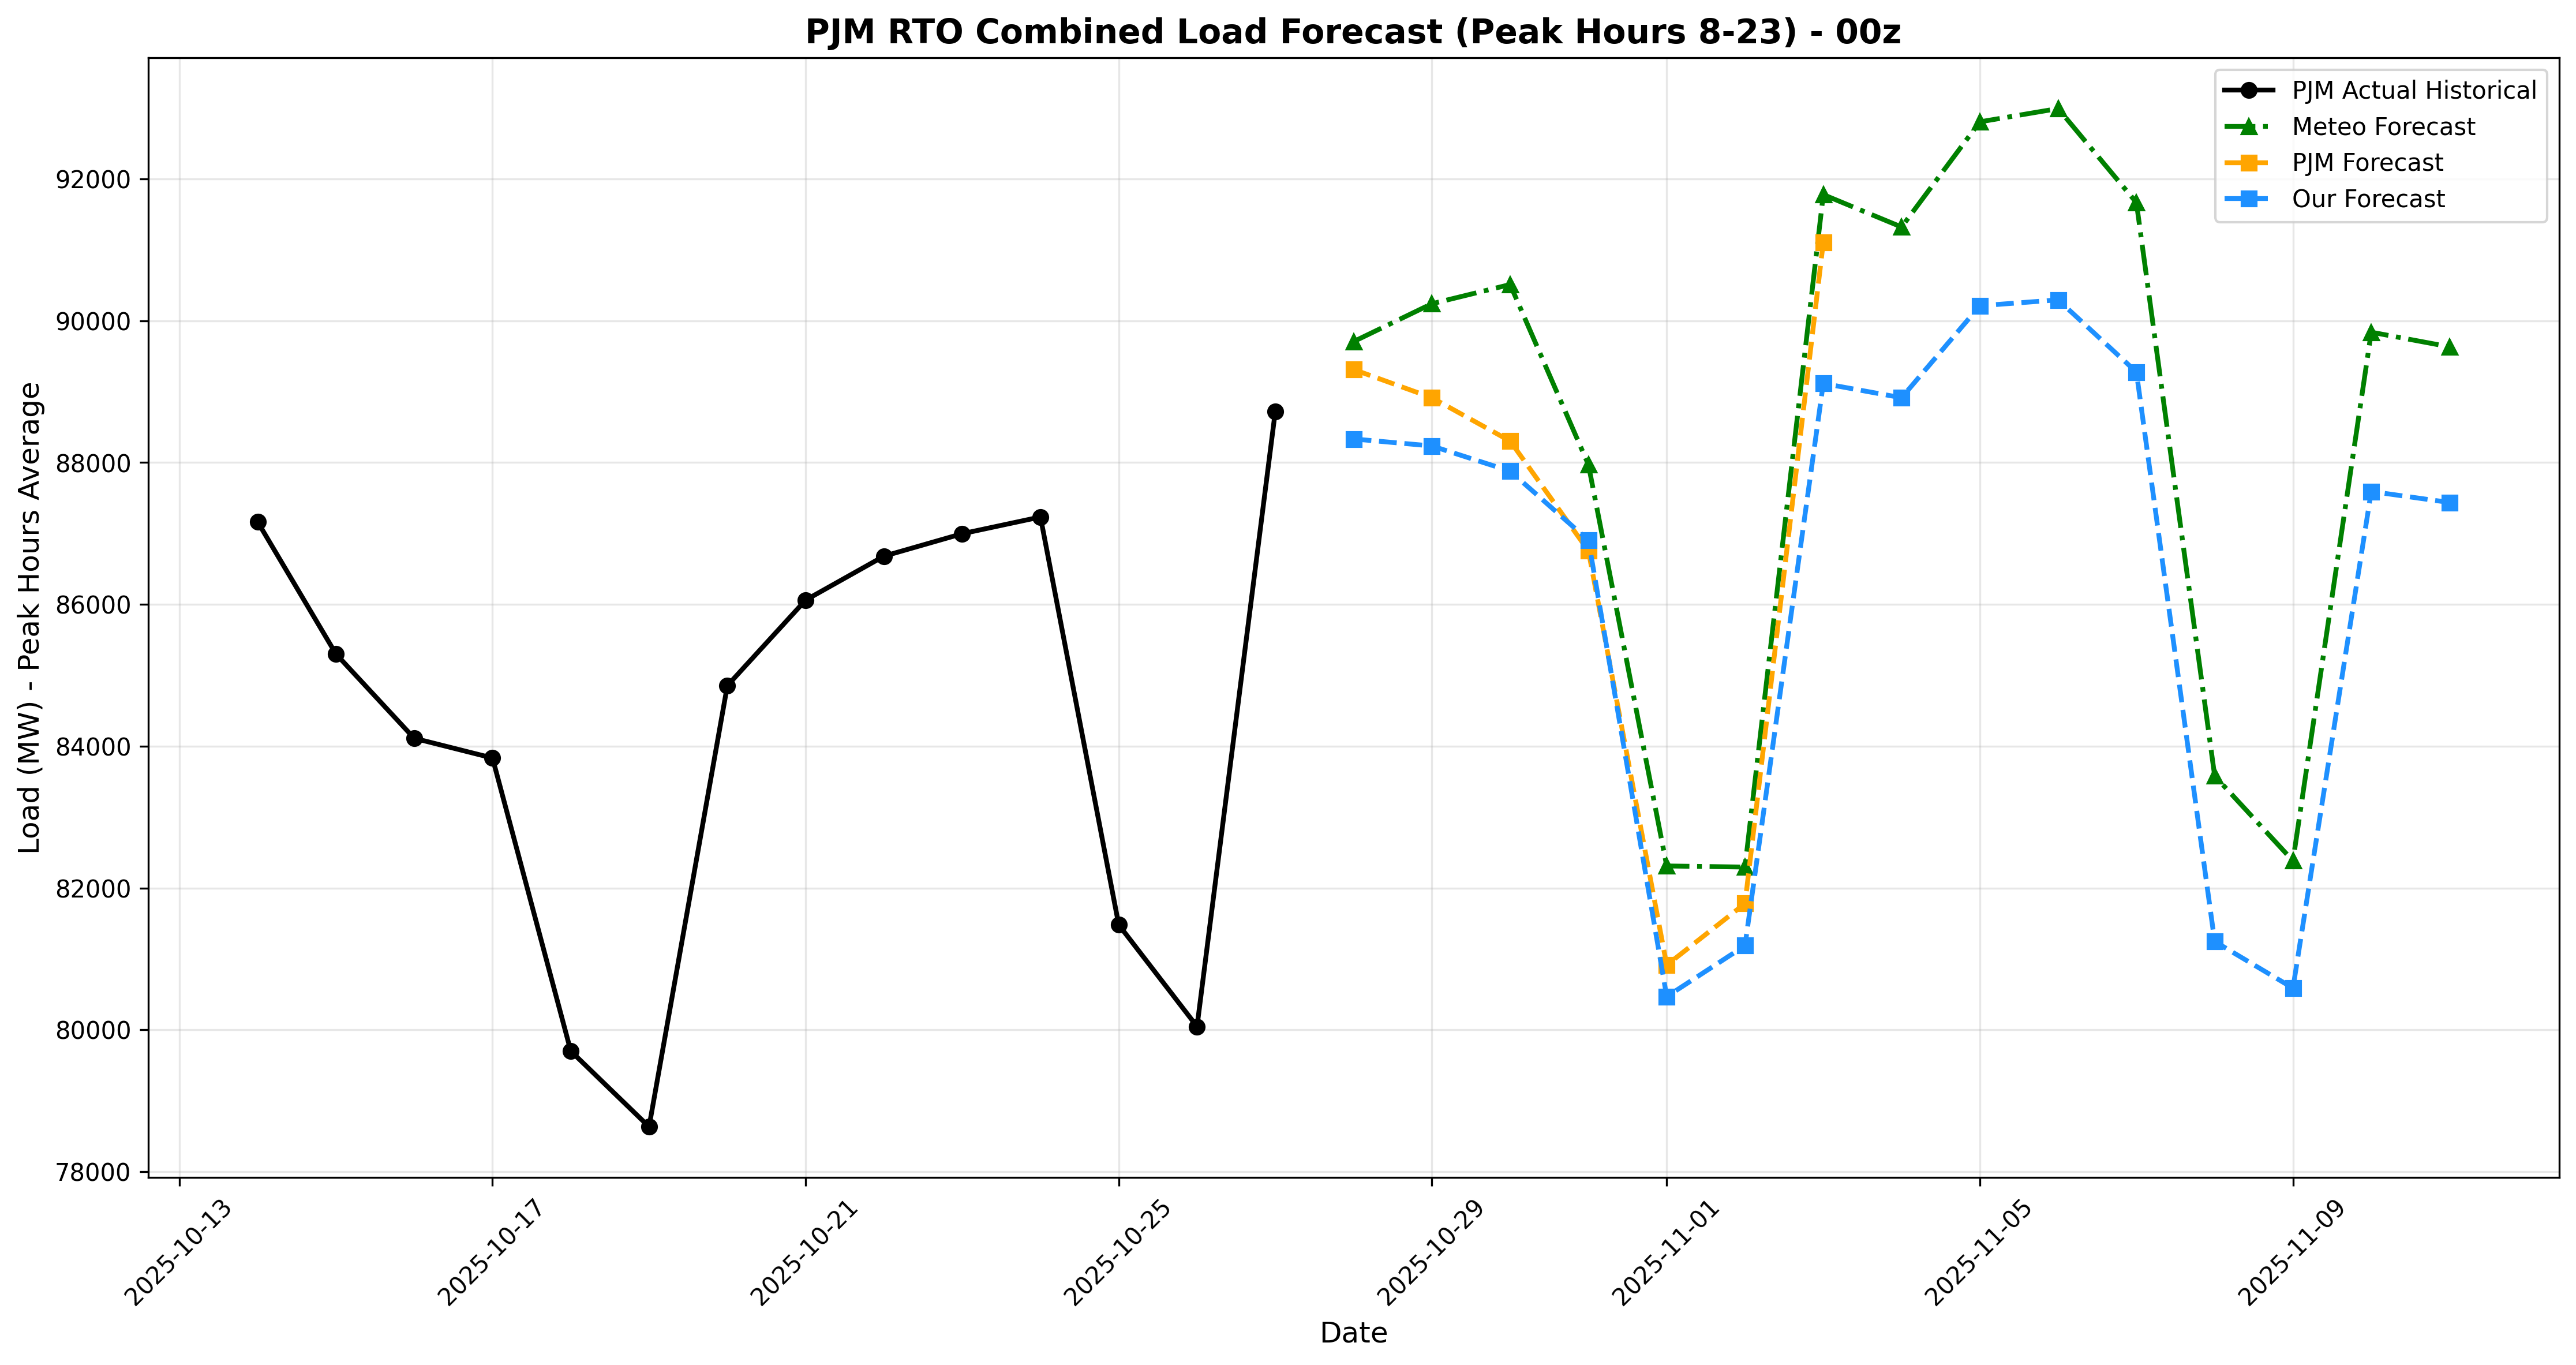 PJM RTO Combined Load Forecast (Peak Hours 8-23) - 00z
PJM Actual Historical
Meteo Forecast
PJM Forecast
Our Forecast
Load (MW) - Peak Hours Average
92000
90000
88000
86000
84000
82000
80000
78000
2025-10-13
2025-10-17
2025-10-21
2025-10-25
2025-10-29
2025-11-01
2025-11-05
2025-11-09
Date